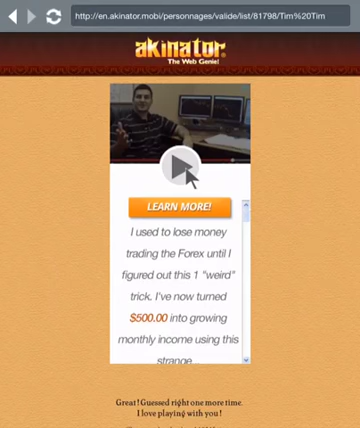 http://en.akinator.mobi/personnages/valide/list/81798/Tim%20Tim
akinator
The Web Genie!
LEARN MORE!
I used to lose money
trading the Forex until I
figured out this 1 "weird"
trick. I've now turned
$500.00 into growing
monthly income using this
strange...
Great! Guessed right one more time.
I love playing with you!